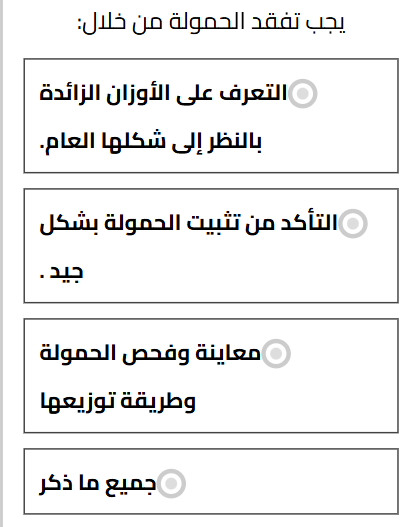 يجب تفقد الحمولة من خلال:
التعرف على الأوزان الزائدة
بالنظر إلى شكلها العام.
التأكد من تثبيت الحمولة بشكل
جيد .
معاينة وفحص الحمولة
وطريقة توزيعها
جميع ما ذكر